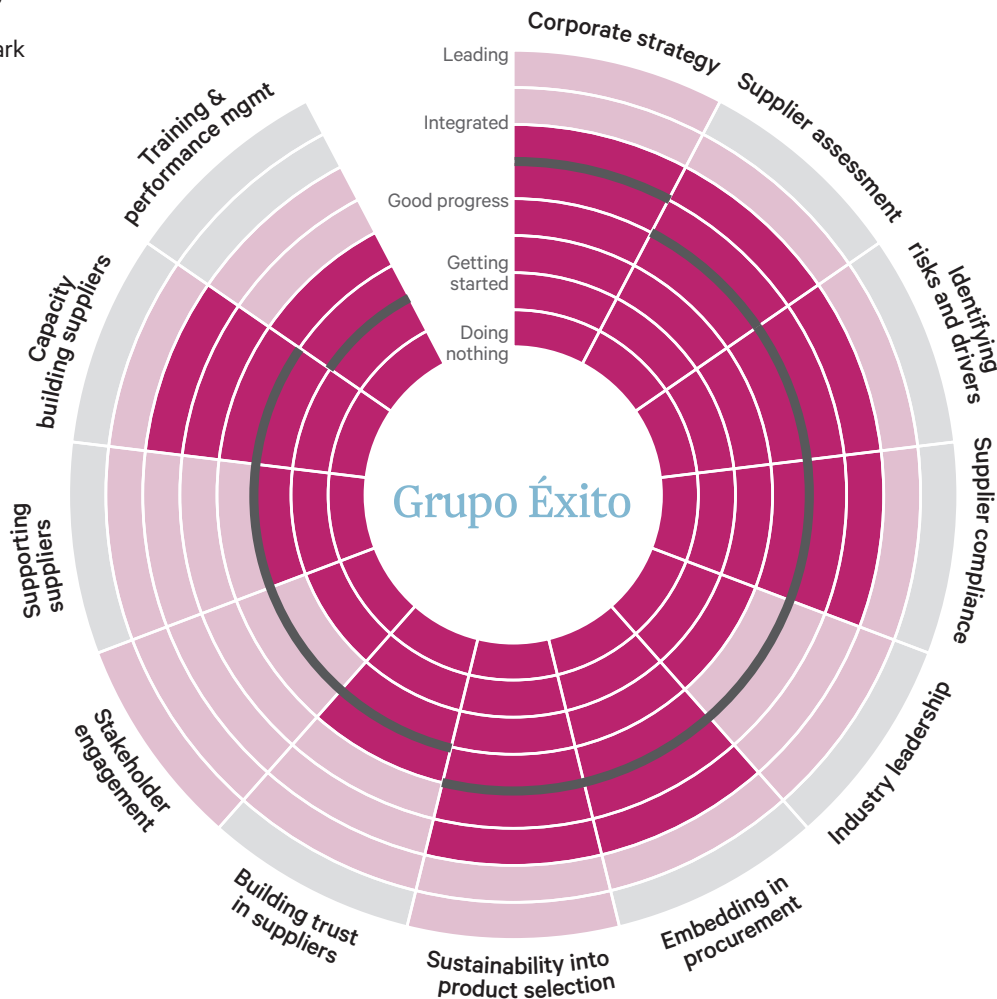 ark
Leading
Integrated
Good progress
Getting
started
Doing
nothing
Corporate strategy
Supplier assessment
Identifying
risks and drivers
Supplier compliance
Industry leadership
Embedding in
procurement
Sustainability into
product selection
Building trust
in suppliers
Stakeholder
engagement
Supporting
suppliers
Capacity
building suppliers
Training &
performance mgmt
Grupo Éxito